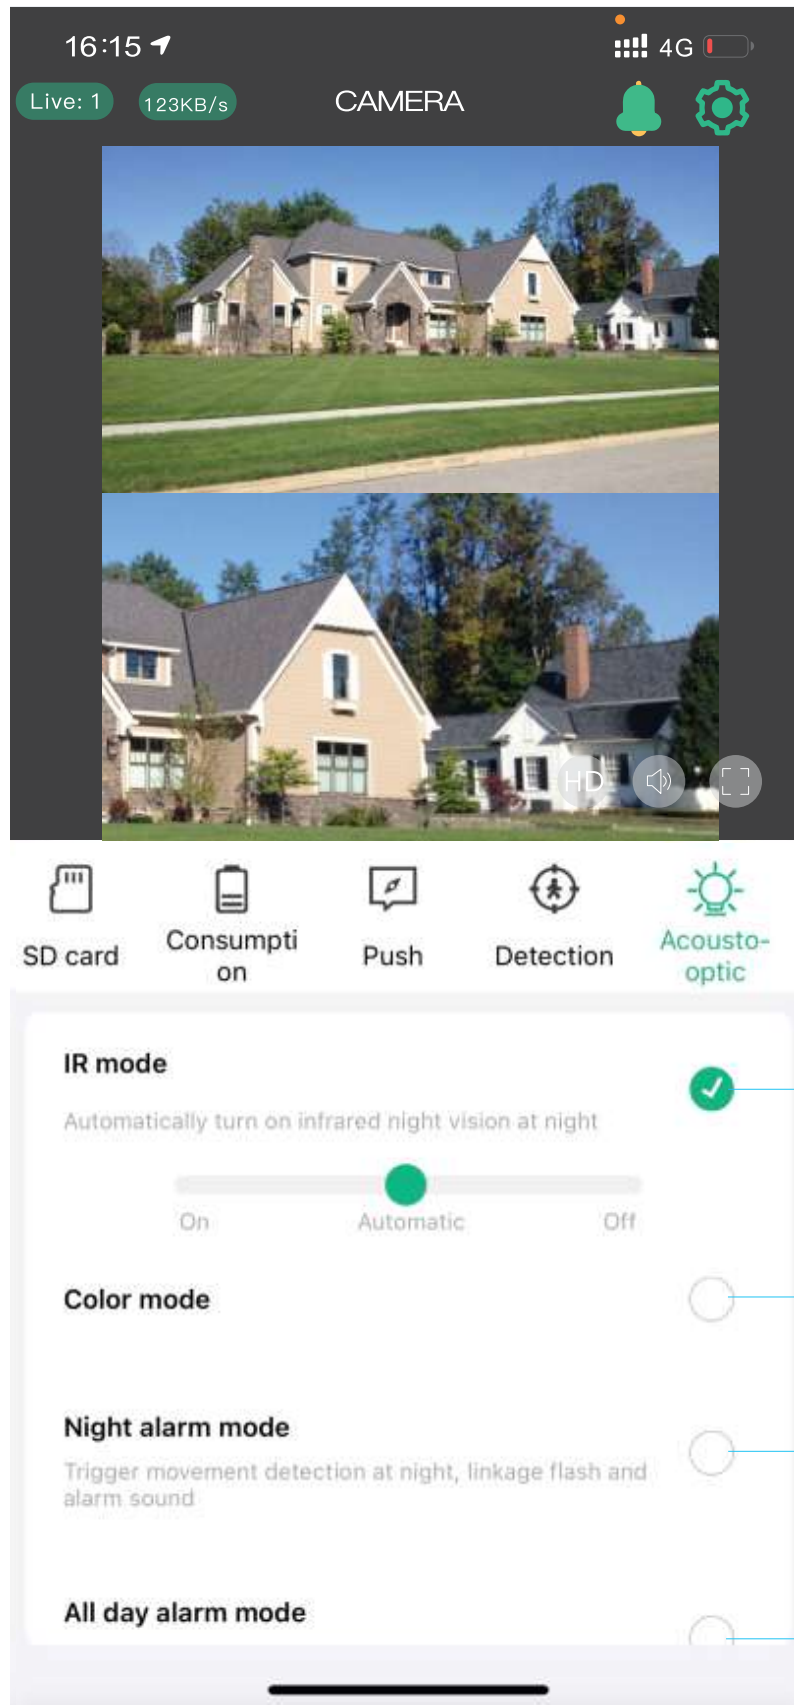 16:15
4G
Live: 1
123KB/s
CAMERA
HD
SD card
Consumpti
on
Push
Detection
Acousto-
optic
IR mode
Automatically turn on infrared night vision at night
On
Automatic
Off
Color mode
Night alarm mode
Trigger movement detection at night, linkage flash and
alarm sound
All day alarm mode